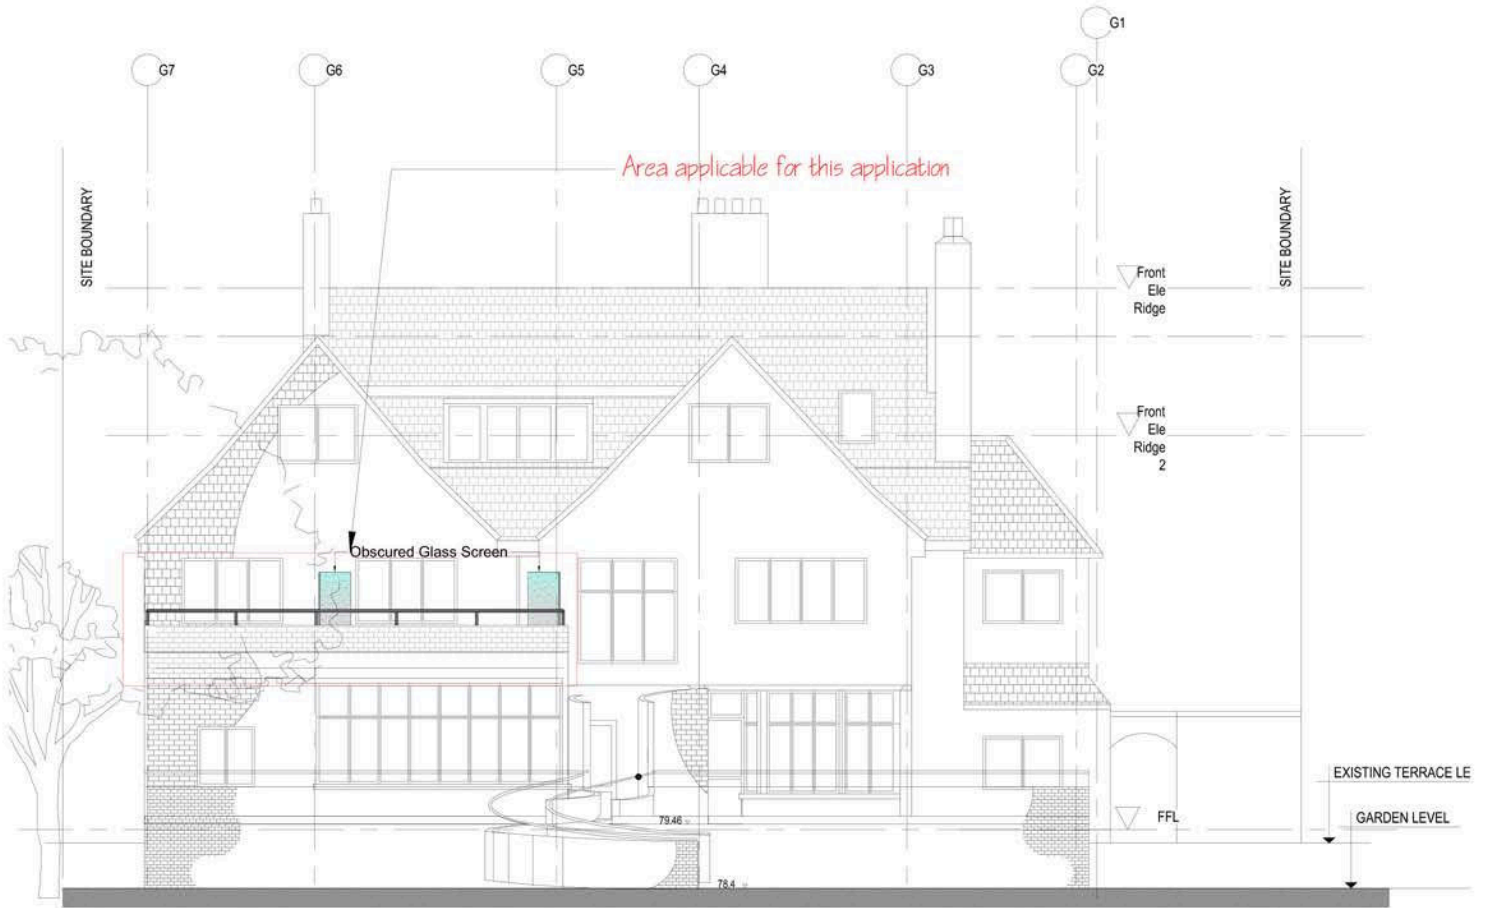 G1
G7
G6
G5
G4
G3
G2
Area applicable for this application
SITE BOUNDARY
SITE BOUNDARY
Front
Ele
Ridge
Front
Ele
Ridge
2
Obscured Glass Screen
EXISTING TERRACE LE
79.46
FFL
GARDEN LEVEL
78.4